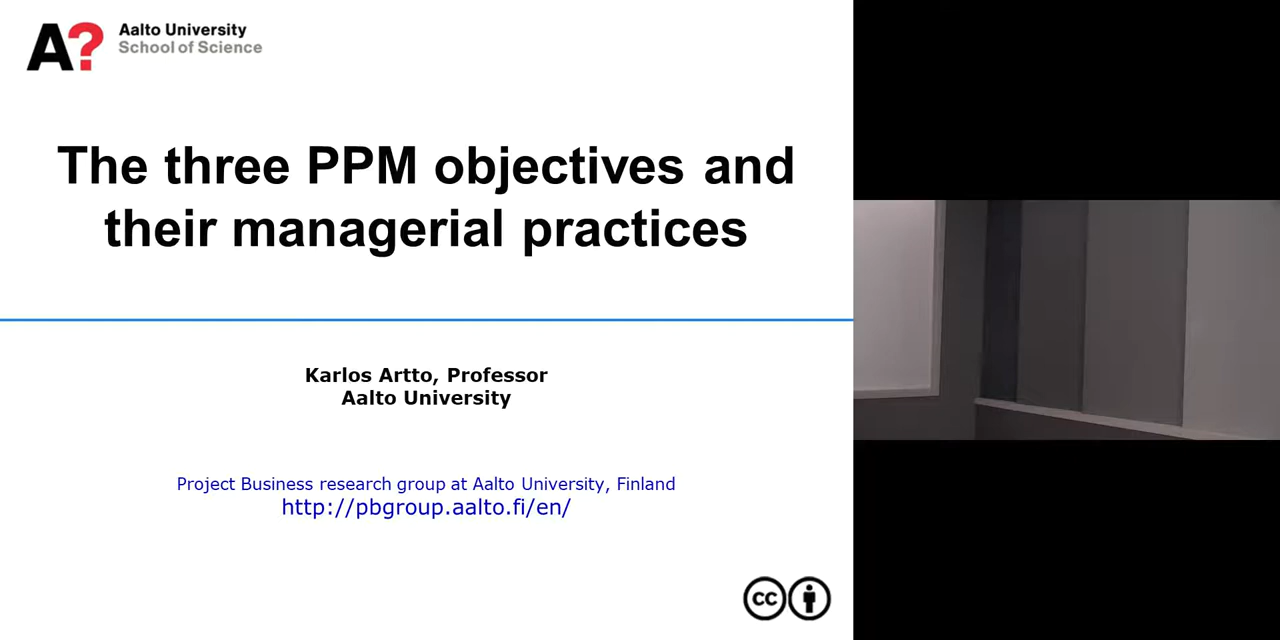 A?
Aalto University
School of Science
The three PPM objectives and
their managerial practices
Karlos Artto, Professor
Aalto University
Project Business research group at Aalto University, Finland
http://pbgroup.aalto.fi/en/
cc